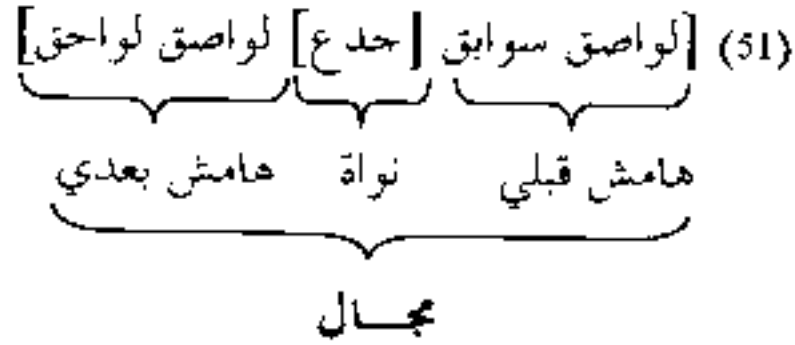 (51) [لواصق سوابق [جذع] لواصق لواحق]
هامش قبلي نواة هامش بعدي
مجال